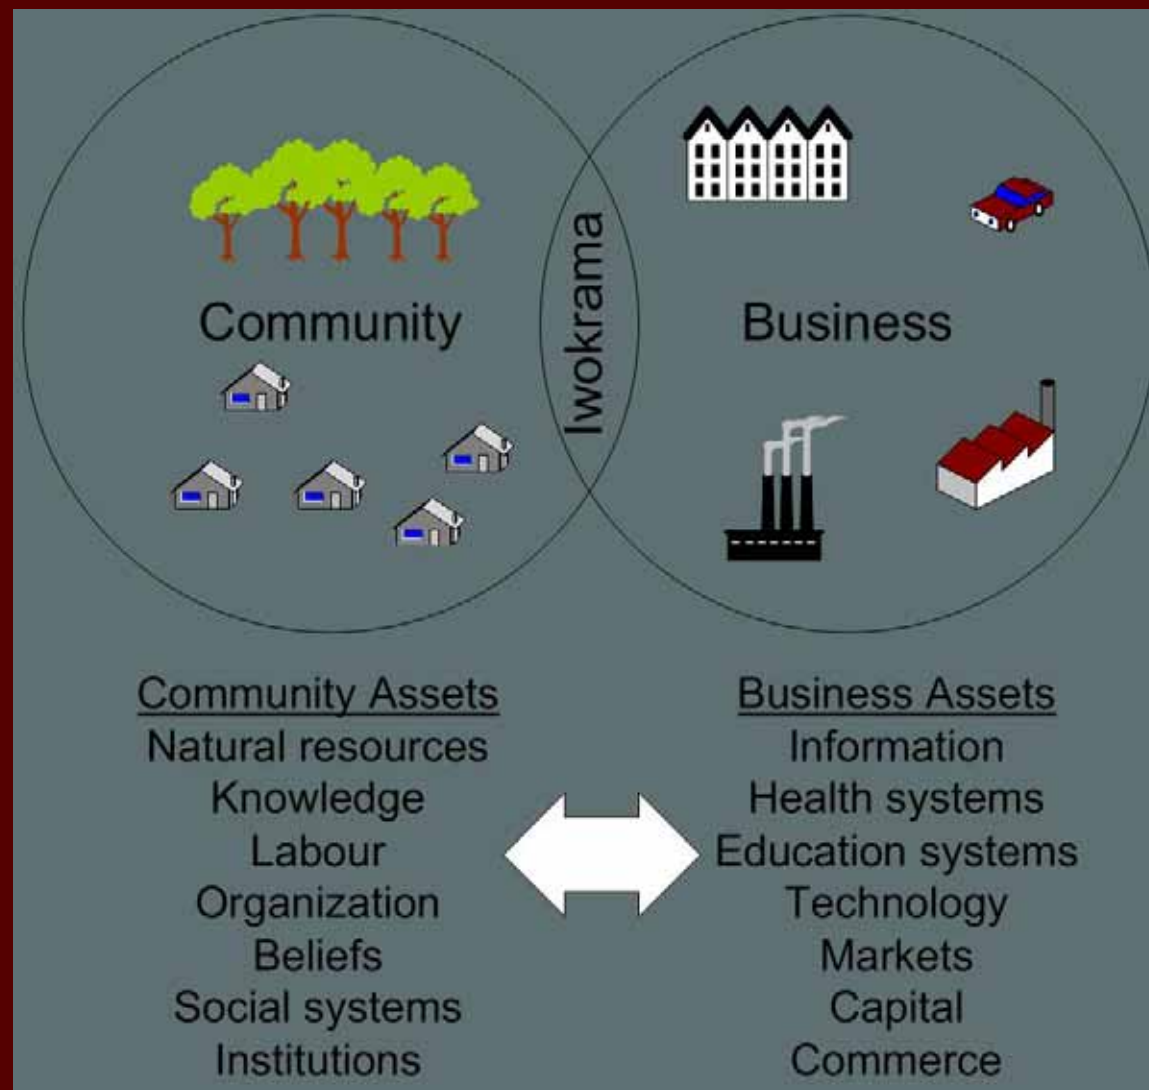 Community
Iwokrama
Business
Community Assets
Natural resources
Knowledge
Labour
Organization
Beliefs
Social systems
Institutions
Business Assets
Information
Health systems
Education systems
Technology
Markets
Capital
Commerce